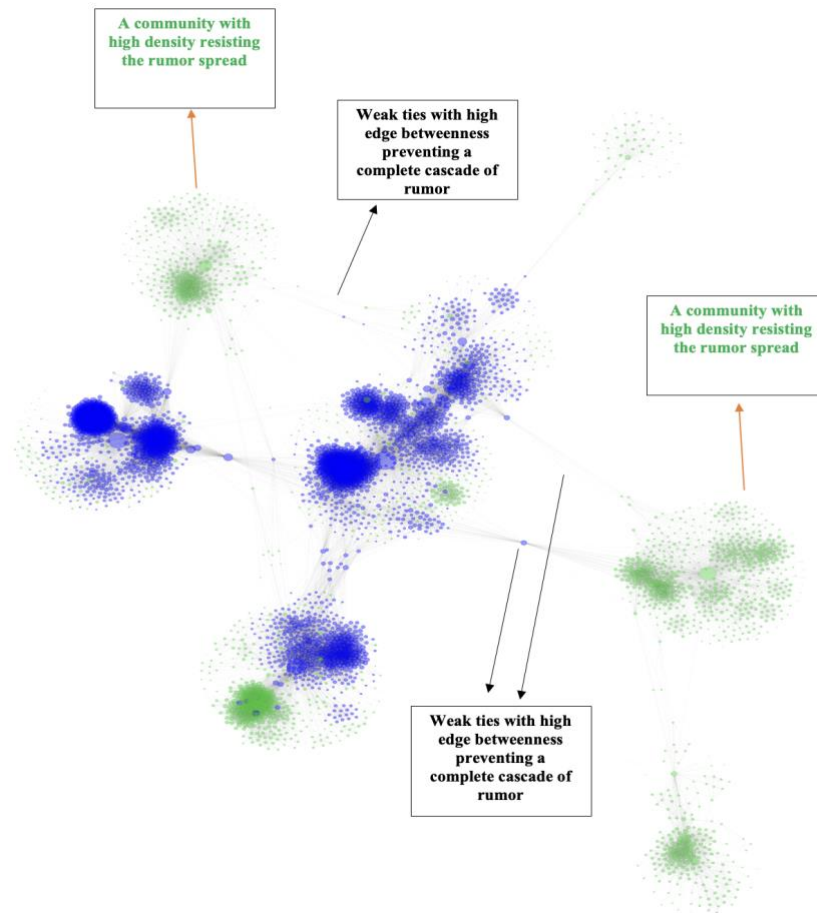 A community with
high density resisting
the rumor spread
Weak ties with high
edge betweenness
preventing a
complete cascade of
rumor
A community with
high density resisting
the rumor spread
Weak ties with high
edge betweenness
preventing a
complete cascade of
rumor